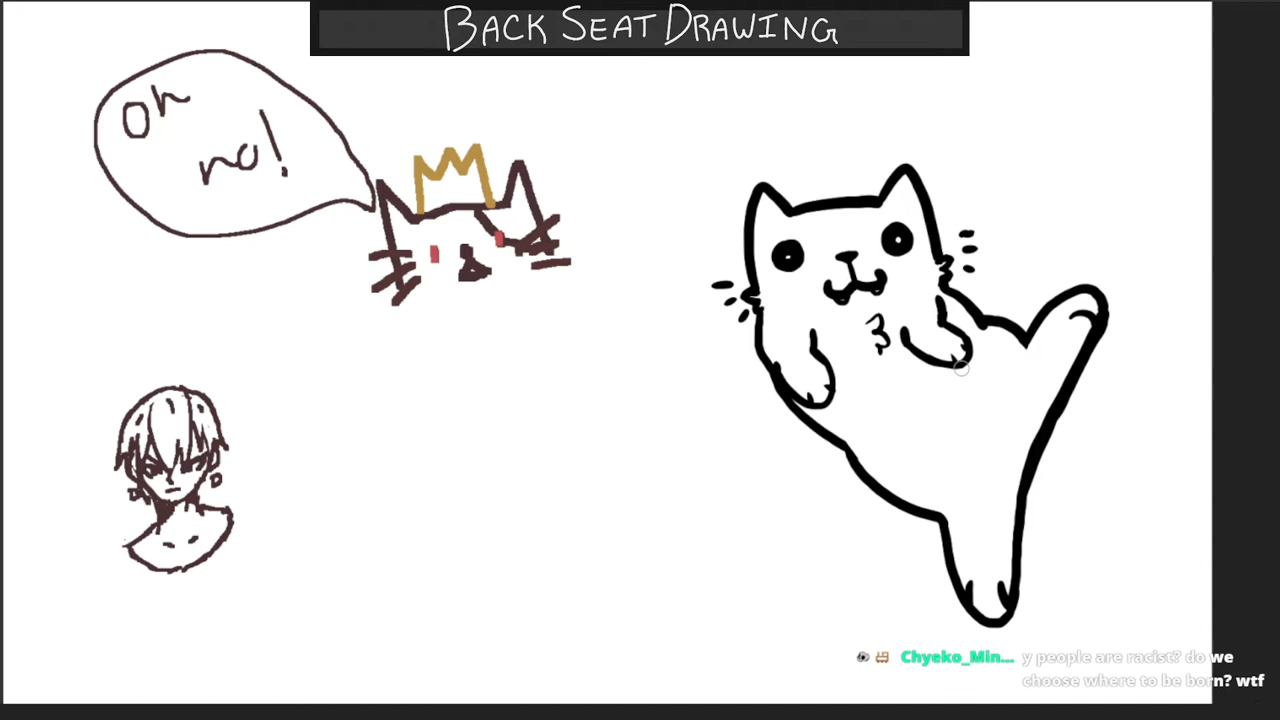 BACK SEAT DRAWING
oh
no!
Chyeko_Min... y people are racist? do we
choose where to be born? wtf